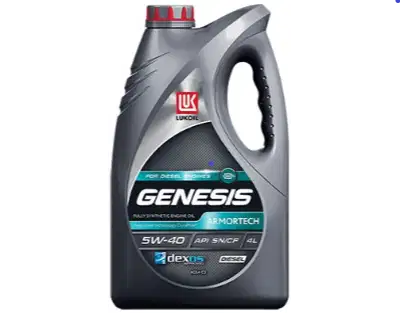 LUKOIL
FOR DIESEL ENGINES
GENESIS
FULLY SYNTHETIC ENGINE OIL
ARMORTECH
5W-40 API SN/CF 4L
dexos
DIESEL